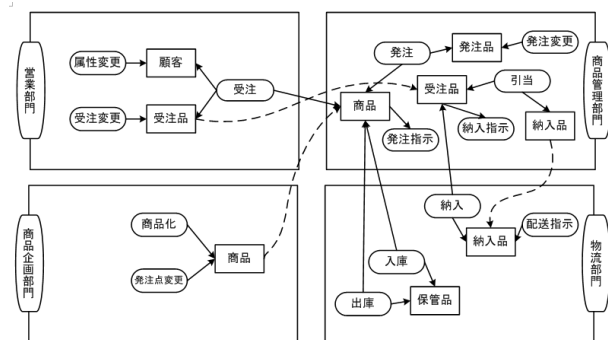 営業部門
属性変更
顧客
受注
受注変更
受注品
商品管理部門
発注
発注品
発注変更
商品
受注品
引当
発注指示
納入指示
納入品
商品企画部門
商品化
商品
発注点変更
物流部門
納入
納入品
配送指示
入庫
出庫
保管品